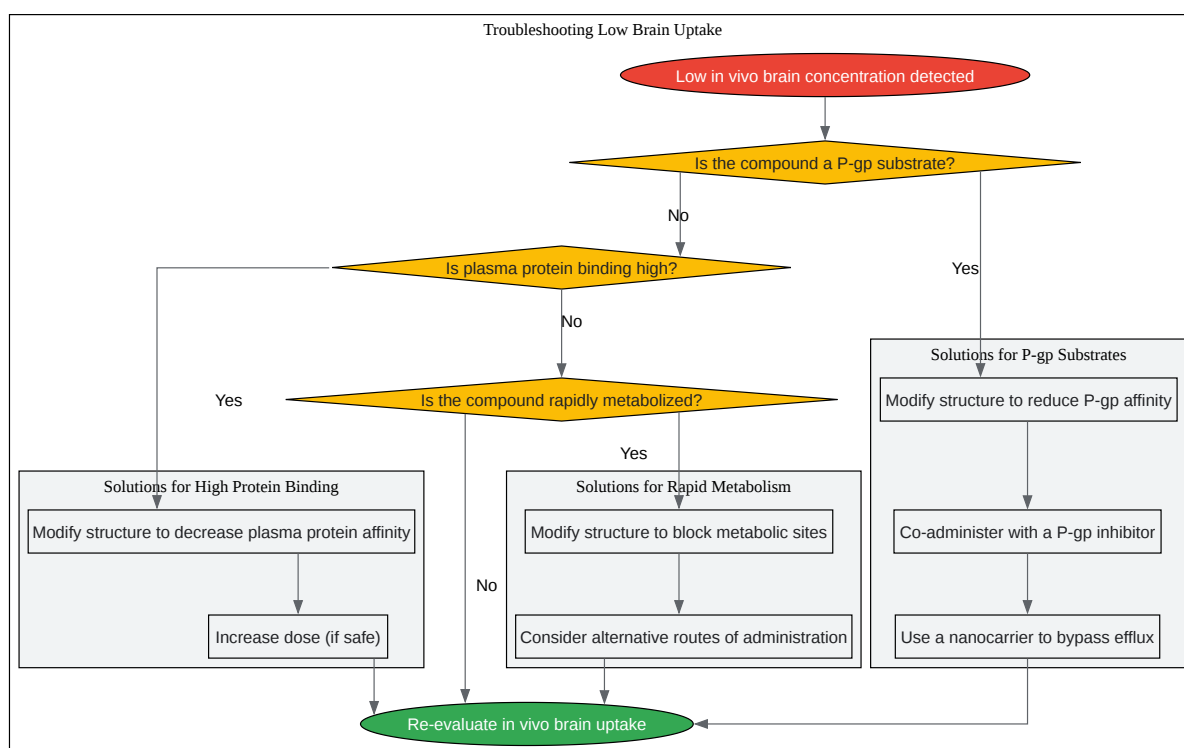 Troubleshooting Low Brain Uptake
Low in vivo brain concentration detected
Is the compound a P-gp substrate?
No
Is plasma protein binding high?
Yes
No
Solutions for P-gp Substrates
Is the compound rapidly metabolized?
Modify structure to reduce P-gp affinity
Yes
Yes
Solutions for High Protein Binding
Solutions for Rapid Metabolism
Modify structure to decrease plasma protein affinity
Modify structure to block metabolic sites
Co-administer with a P-gp inhibitor
No
Increase dose (if safe)
Consider alternative routes of administration
Use a nanocarrier to bypass efflux
Re-evaluate in vivo brain uptake